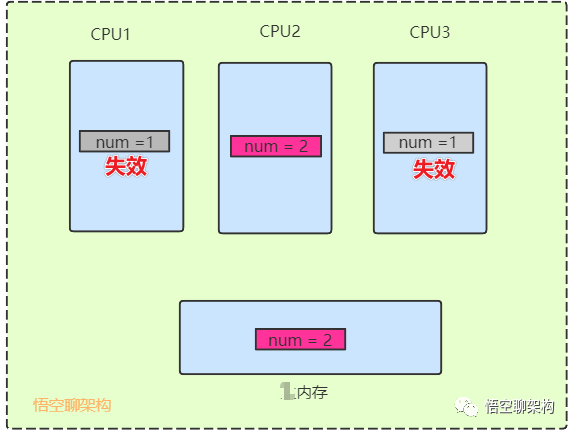 CPU1
CPU2
CPU3
num =1
num = 2
num =1
失效
失效
num = 2
内存
悟空聊架构
悟空聊架构